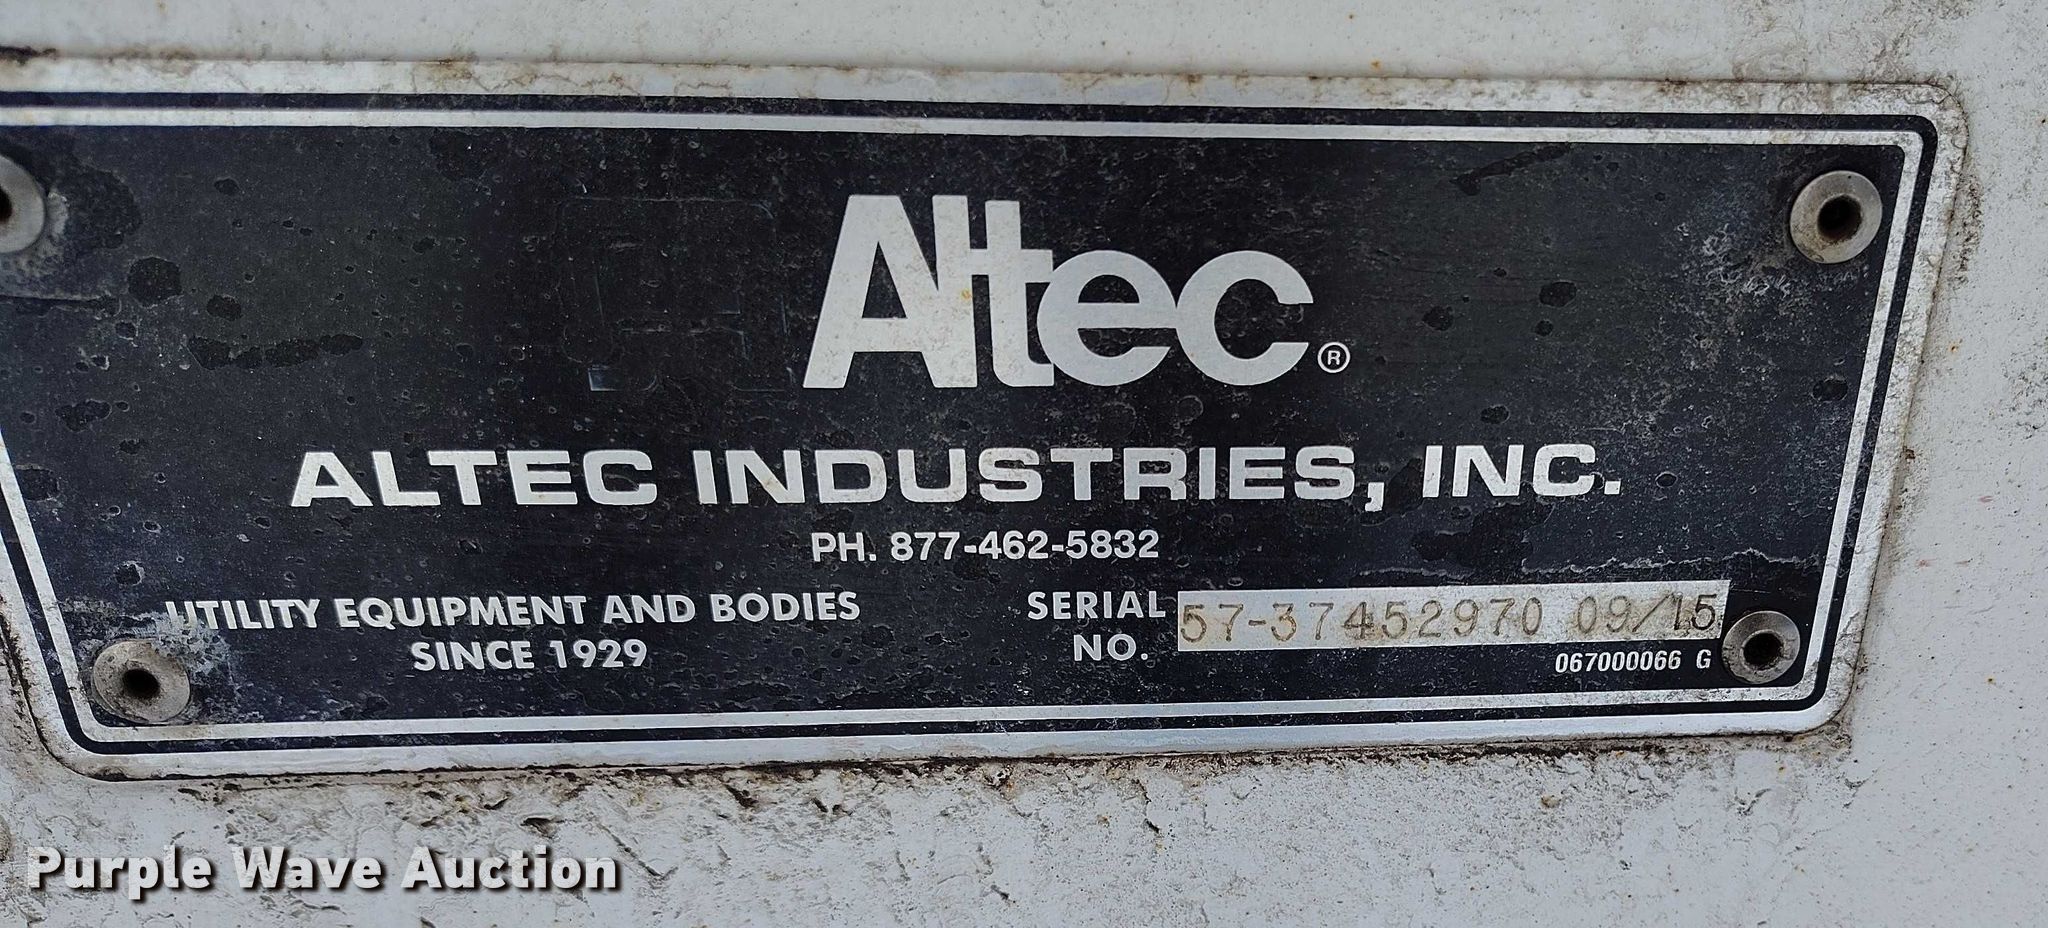 Altec®
ALTEC INDUSTRIES, INC.
PH. 877-462-5832
UTILITY EQUIPMENT AND BODIES
SINCE 1929
SERIAL NO. 57-37452970 09/15
067000066 G
Purple Wave Auction